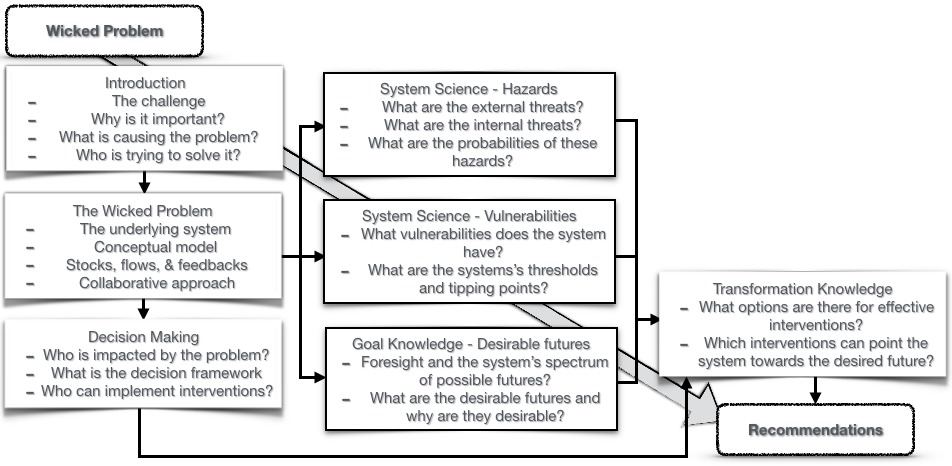 Wicked Problem
Introduction
- The challenge
- Why is it important?
- What is causing the problem?
- Who is trying to solve it?
The Wicked Problem
- The underlying system
- Conceptual model
- Stocks, flows, & feedbacks
- Collaborative approach
Decision Making
- Who is impacted by the problem?
- What is the decision framework
- Who can implement interventions?
System Science - Hazards
- What are the external threats?
- What are the internal threats?
- What are the probabilities of these
hazards?
System Science - Vulnerabilities
- What vulnerabilities does the system
have?
- What are the systems's thresholds
and tipping points?
Goal Knowledge - Desirable futures
- Foresight and the system's spectrum
of possible futures?
- What are the desirable futures and
why are they desirable?
Transformation Knowledge
- What options are there for effective
interventions?
- Which interventions can point the
system towards the desired future?
Recommendations